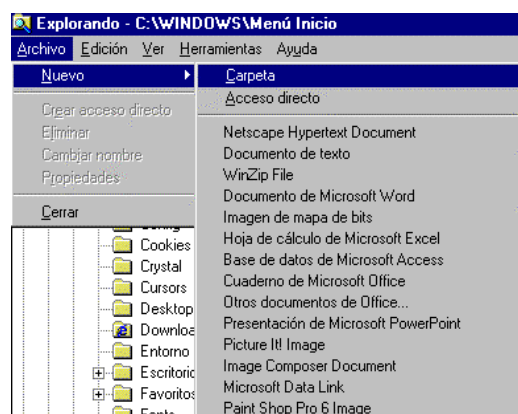 Explorando - C:\WINDOWS\Menú Inicio
Archivo Edición Ver Herramientas Ayuda
Nuevo
Crear acceso directo
Eliminar
Cambiar nombre
Propiedades
Cerrar
Carpeta
Acceso directo
Netscape Hypertext Document
Documento de texto
WinZip File
Documento de Microsoft Word
Imagen de mapa de bits
Hoja de cálculo de Microsoft Excel
Base de datos de Microsoft Access
Cuaderno de Microsoft Office
Otros documentos de Office...
Presentación de Microsoft PowerPoint
Picture It! Image
Image Composer Document
Microsoft Data Link
Paint Shop Pro 6 Image
Cookies
Crystal
Cursors
Desktop
Downloa
Entorno
Escritorio
Favoritos